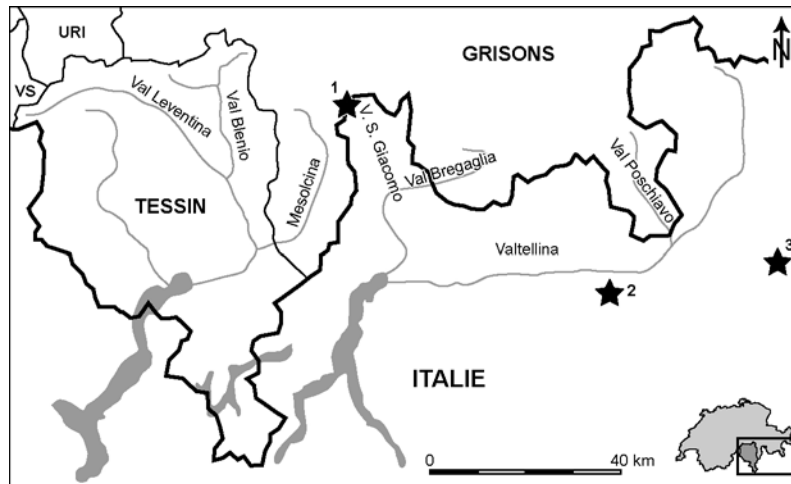 URI
GRISONS
N
VS
1
Val Leventina
Val Blenio
V. S. Giacomo
Mesolcina
Val Bregaglia
Val Poschiavo
TESSIN
Valtellina
3
2
ITALIE
0
40 km